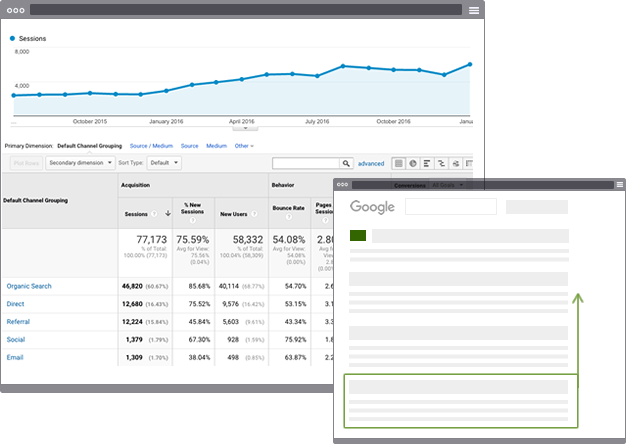 Sessions
8,000
4,000
...
October 2015 January 2016 April 2016 July 2016 October 2016 Janu
Primary Dimension: Default Channel Grouping Source / Medium Source Medium Other
Plot Rows Secondary dimension Sort Type: Default advanced
Default Channel Grouping
Acquisition Behavior Conversions All Goals
Sessions ? % New Sessions ? New Users ? Bounce Rate ? Pages Session ?
77,173 75.59% 58,332 54.08% 2.80
% of Total: 100.00% (77,173) Avg for View: 75.56% (0.04%) % of Total: 100.04% (58,309) Avg for View: 54.08% (0.00%) Avg View: 2. (0.00
Organic Search 46,820 (60.67%) 85.68% 40,114 (68.77%) 54.70% 2.6
Direct 12,680 (16.43%) 75.52% 9,576 (16.42%) 53.15% 3.1
Referral 12,224 (15.84%) 45.84% 5,603 (9.61%) 43.34% 3.3
Social 1,379 (1.79%) 67.30% 928 (1.59%) 75.92% 1.8
Email 1,309 (1.70%) 38.04% 498 (0.85%) 63.87% 2.2
Google